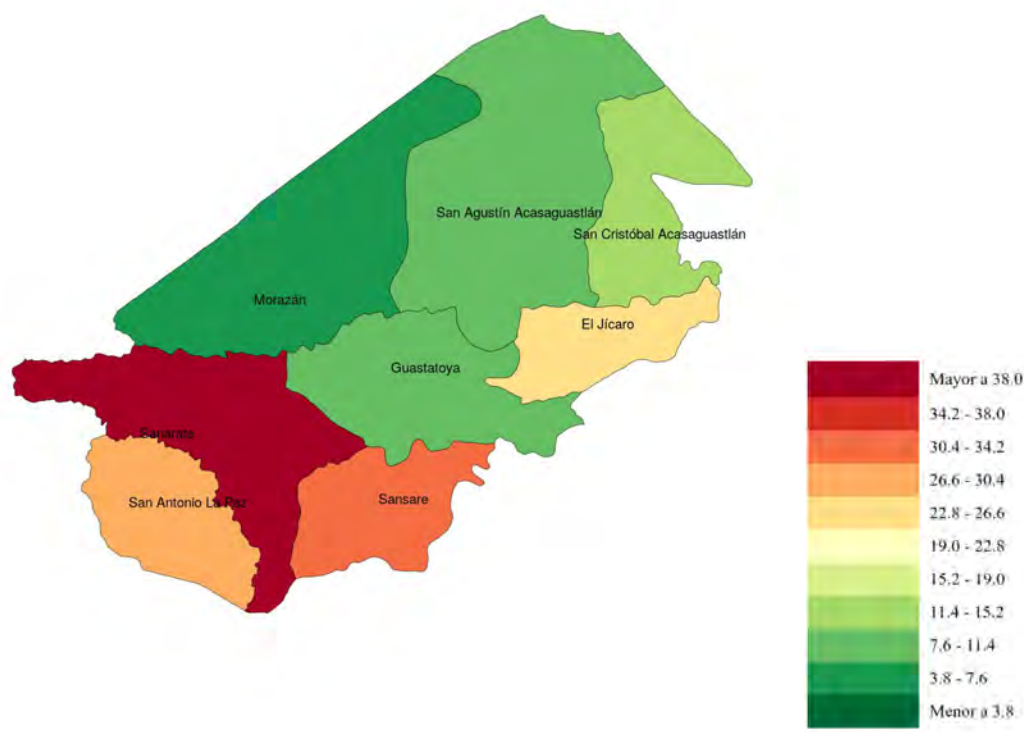 San Agustín Acasaguastlán
San Cristóbal Acasaguastlán
Morazán
El Jícaro
Guastatoya
Sanarate
San Antonio La Paz
Sansare
Mayor a 38.0
34.2 - 38.0
30.4 - 34.2
26.6 - 30.4
22.8 - 26.6
19.0 - 22.8
15.2 - 19.0
11.4 - 15.2
7.6 - 11.4
3.8 - 7.6
Menor a 3.8